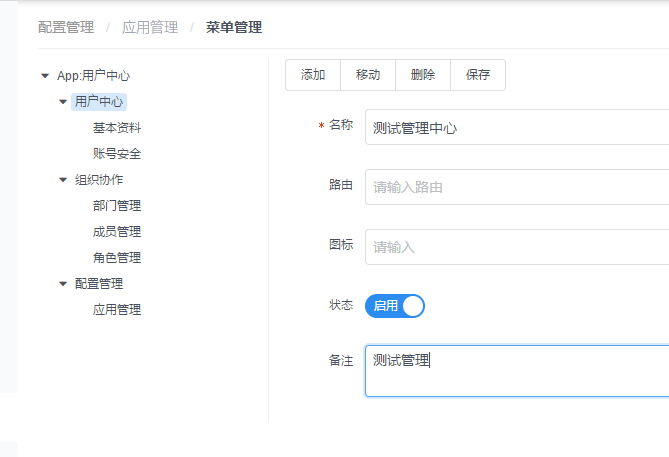 配置管理 / 应用管理 / 菜单管理
App:用户中心
用户中心
基本资料
账号安全
组织协作
部门管理
成员管理
角色管理
配置管理
应用管理
添加 移动 删除 保存
* 名称 测试管理中心
路由 请输入路由
图标 请输入
状态 启用
备注 测试管理